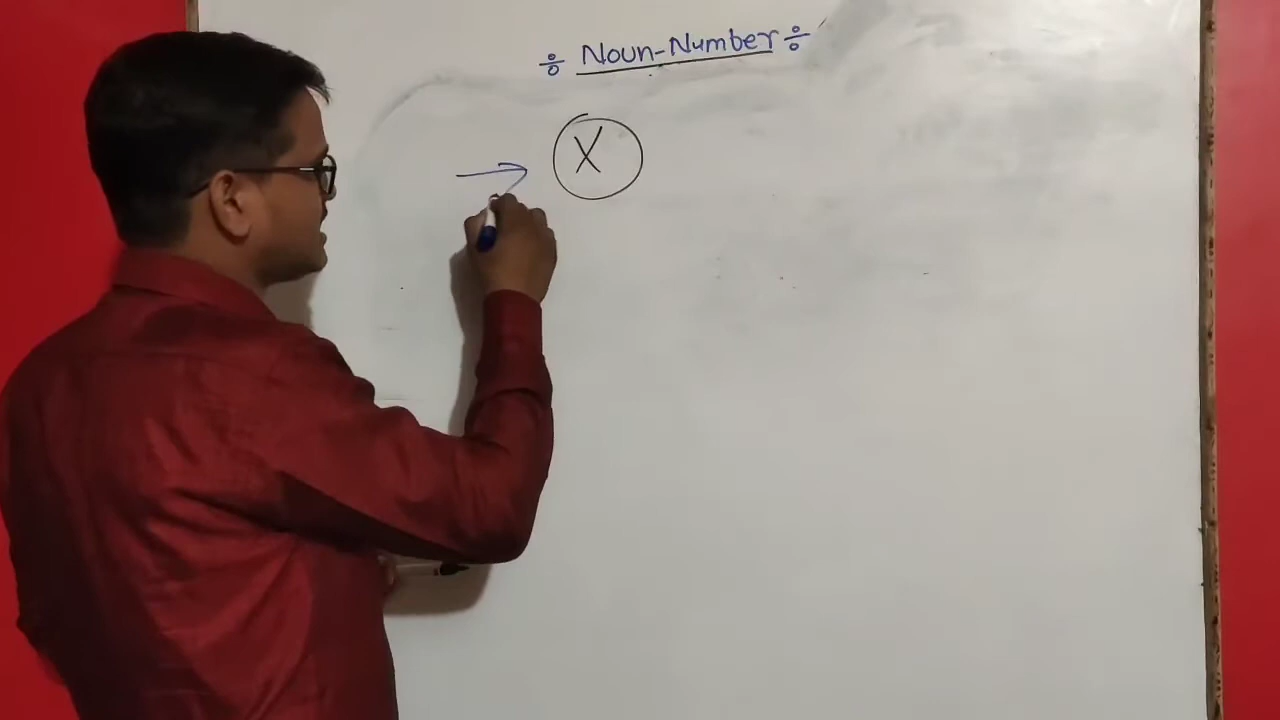 ÷ Noun-Number ÷
→ X